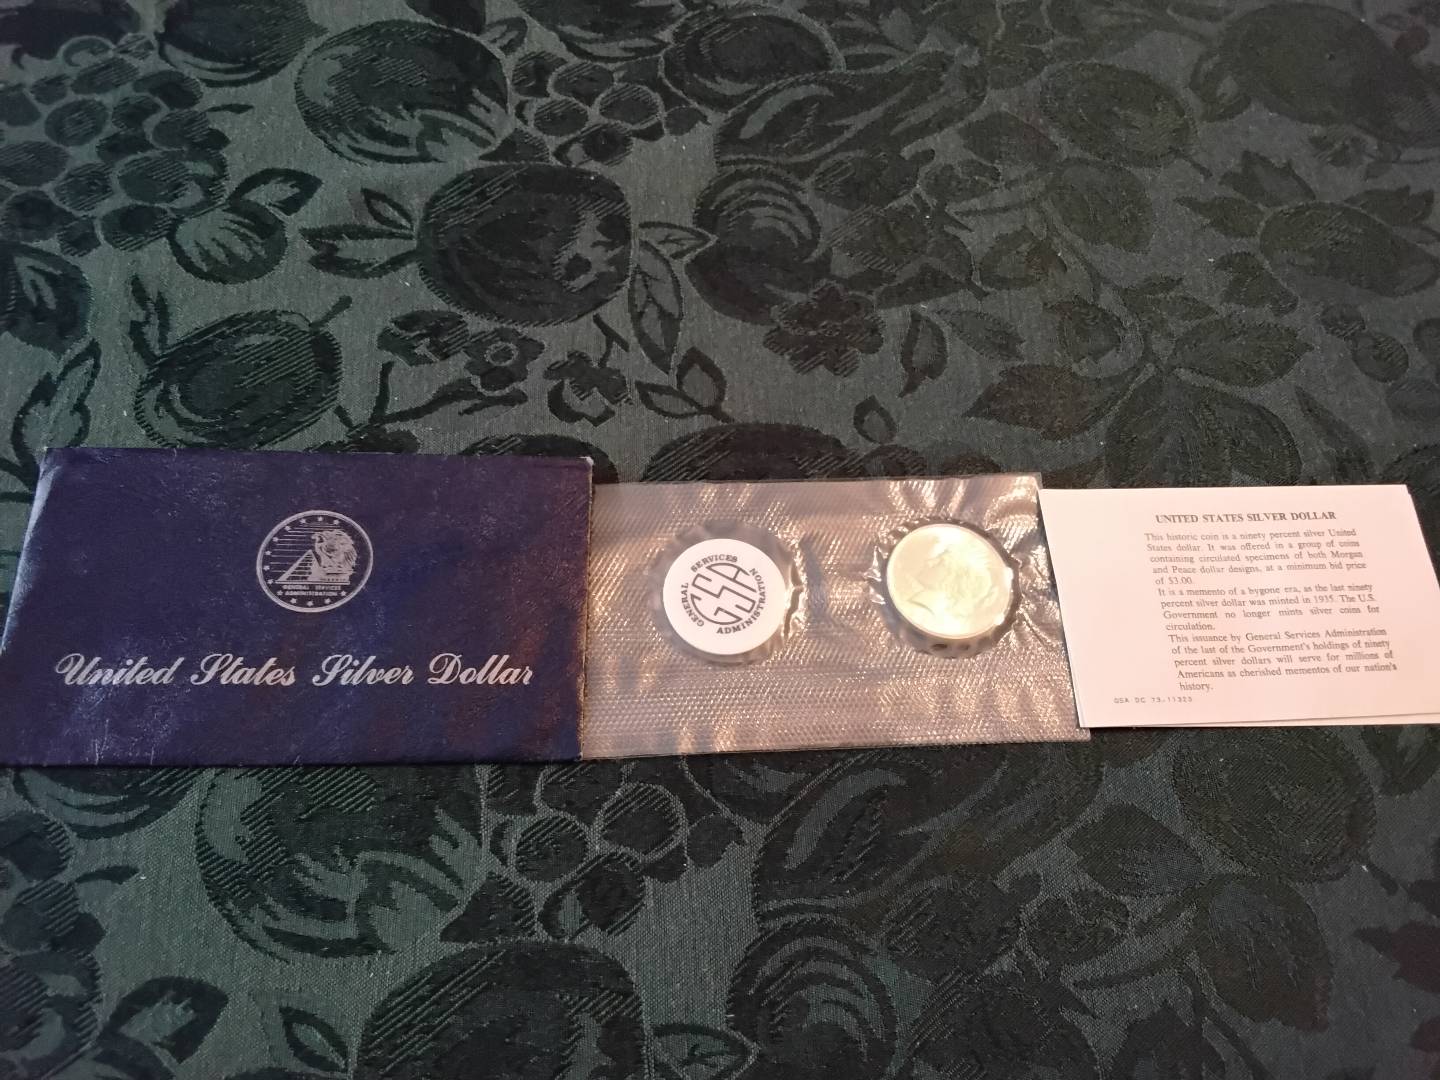 GENERAL SERVICES
ADMINISTRATION
United States Silver Dollar
GENERAL SERVICES
ADMINISTRATION
GSA
UNITED STATES SILVER DOLLAR
This historic coin is a ninety percent silver United
States dollar. It was offered in a group of coins
containing circulated specimens of both Morgan
and Peace dollar designs, at a minimum bid price
of $3.00.
It is a memento of a bygone era, as the last ninety
percent silver dollar was minted in 1935. The U.S.
Government no longer mints silver coins for
circulation.
This issuance by General Services Administration
of the last of the Government's holdings of ninety
percent silver dollars will serve for millions of
Americans as cherished mementos of our nation's
history.
GSA DC 73-11323